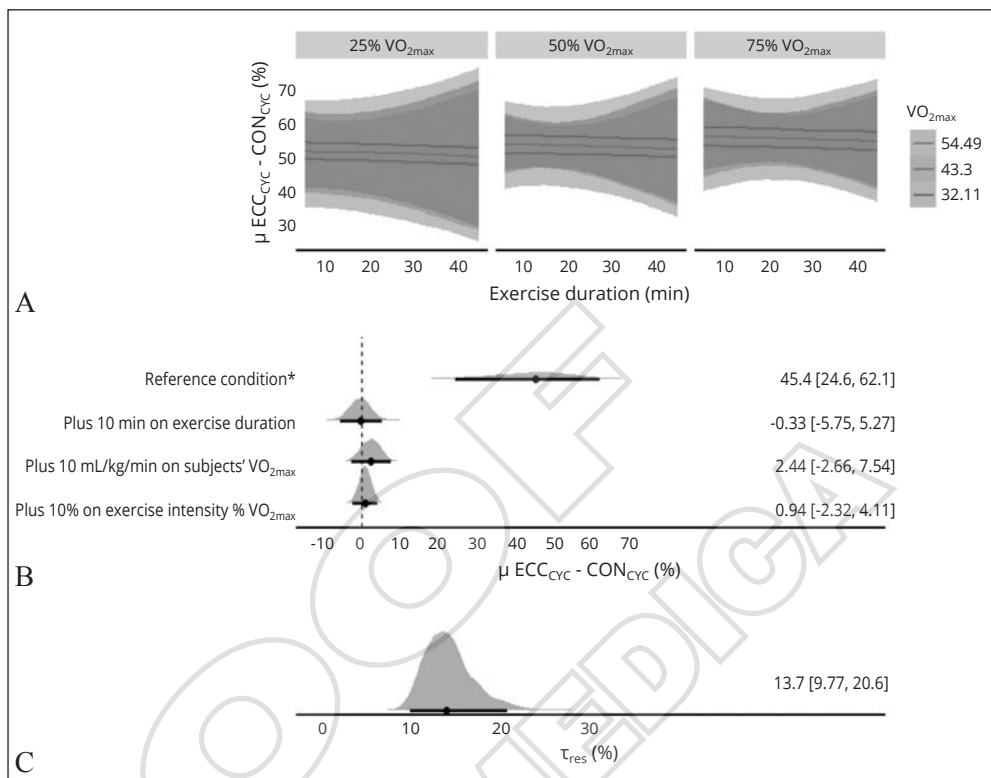 25% VO2max 50% VO2max 75% VO2max
μ ECCCYC - CONCYC (%)
70
60
50
40
30
10 20 30 40 10 20 30 40 10 20 30 40
Exercise duration (min)
VO2max
54.49
43.3
32.11
A
Reference condition* 45.4 [24.6, 62.1]
Plus 10 min on exercise duration -0.33 [-5.75, 5.27]
Plus 10 mL/kg/min on subjects' VO2max 2.44 [-2.66, 7.54]
Plus 10% on exercise intensity % VO2max 0.94 [-2.32, 4.11]
-10 0 10 20 30 40 50 60 70
μ ECCCYC - CONCYC (%)
B
13.7 [9.77, 20.6]
0 10 20 30
τres (%)
C
OOF
MEDICA